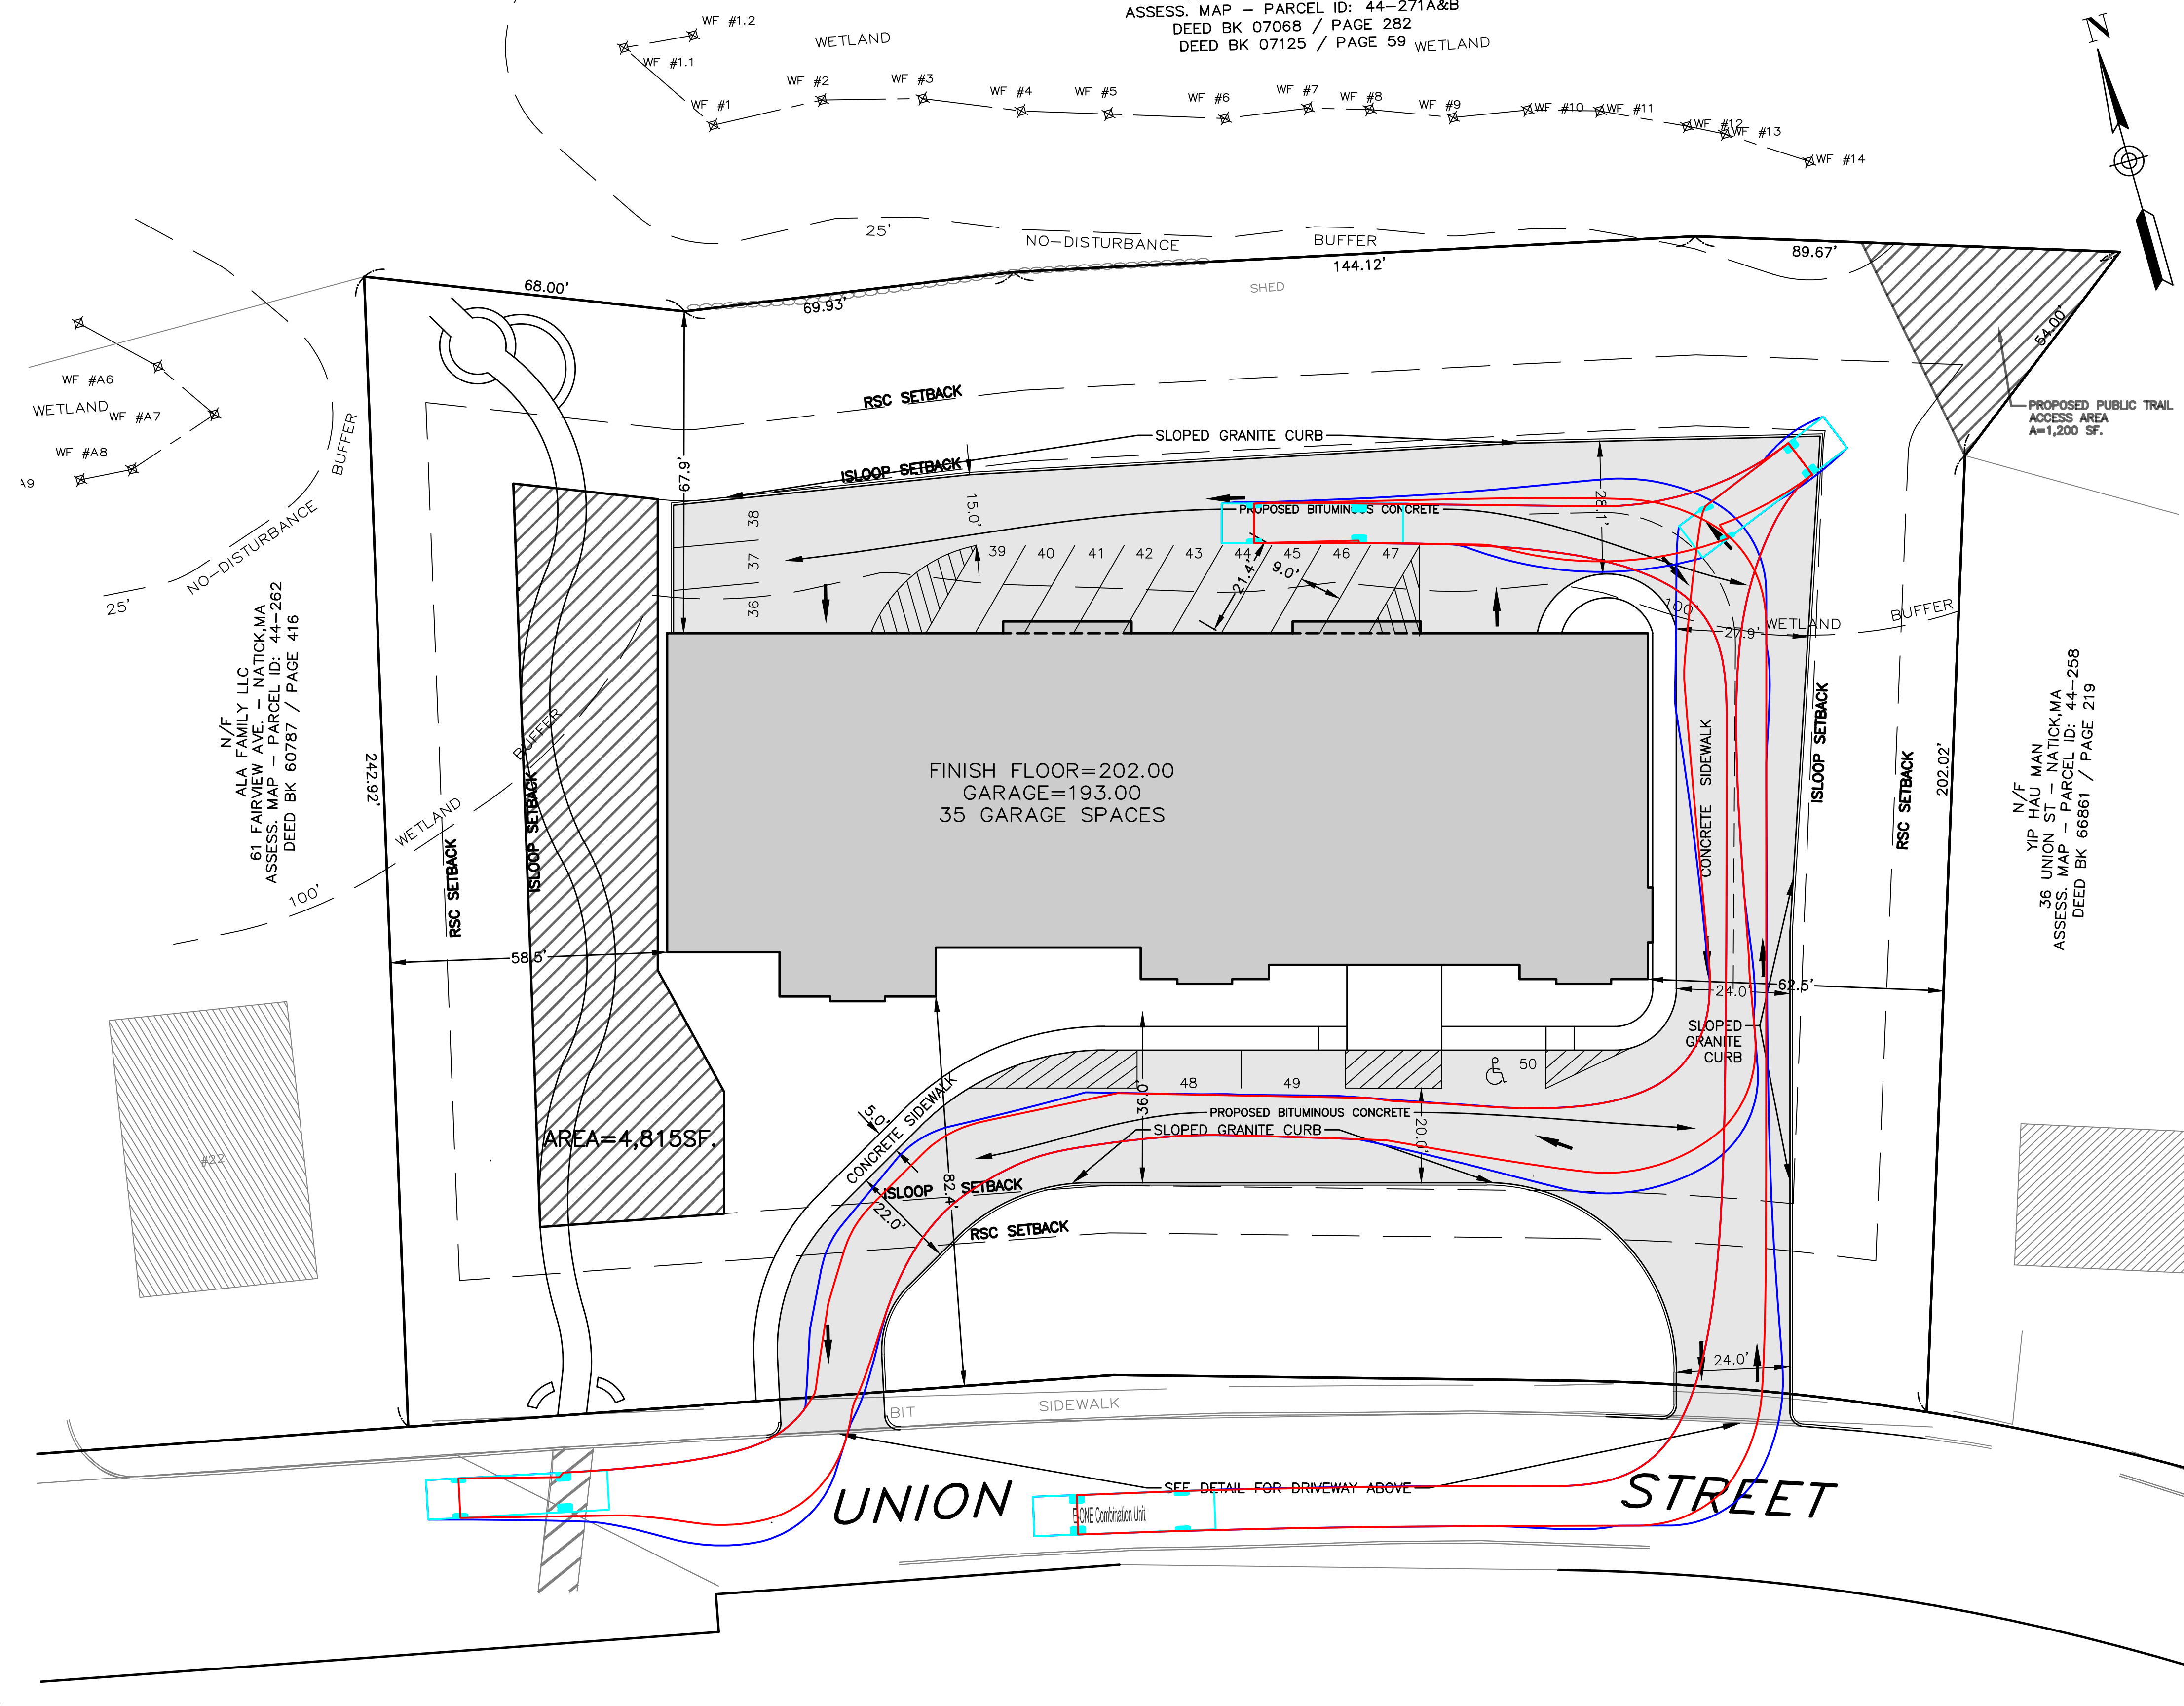 ASSESS. MAP – PARCEL ID: 44–271A&B
DEED BK 07068 / PAGE 282
DEED BK 07125 / PAGE 59
WETLAND
WETLAND
WF #1.2
WF #1.1
WF #1
WF #2
WF #3
WF #4
WF #5
WF #6
WF #7
WF #8
WF #9
WF #10
WF #11
WF #12
WF #13
WF #14
N
25'
NO–DISTURBANCE
BUFFER
68.00'
69.93'
144.12'
89.67'
54.00'
SHED
PROPOSED PUBLIC TRAIL
ACCESS AREA
A=1,200 SF.
WF #A6
WETLAND
WF #A7
WF #A8
A9
BUFFER
NO–DISTURBANCE
25'
RSC SETBACK
SLOPED GRANITE CURB
ISLOOP SETBACK
67.9'
15.0'
28.1'
PROPOSED BITUMINOUS CONCRETE
38
37
36
39
40
41
42
43
44
45
46
47
21.4'
9.0'
100'
WETLAND
BUFFER
27.9'
N/F
ALA FAMILY LLC
61 FAIRVIEW AVE. – NATICK,MA
ASSESS. MAP – PARCEL ID: 44–262
DEED BK 60787 / PAGE 416
242.92'
BUFFER
WETLAND
100'
RSC SETBACK
ISLOOP SETBACK
FINISH FLOOR=202.00
GARAGE=193.00
35 GARAGE SPACES
CONCRETE SIDEWALK
ISLOOP SETBACK
RSC SETBACK
202.02'
N/F
YIP HAU MAN
36 UNION ST – NATICK,MA
ASSESS. MAP – PARCEL ID: 44–258
DEED BK 66861 / PAGE 219
58.5'
24.0'
62.5'
SLOPED
GRANITE
CURB
48
49
50
36.0'
20.0'
5.0'
CONCRETE SIDEWALK
PROPOSED BITUMINOUS CONCRETE
SLOPED GRANITE CURB
AREA=4,815SF.
#22
82.4'
ISLOOP SETBACK
22.0'
RSC SETBACK
24.0'
BIT
SIDEWALK
SEE DETAIL FOR DRIVEWAY ABOVE
E-ONE Combination Unit
UNION STREET